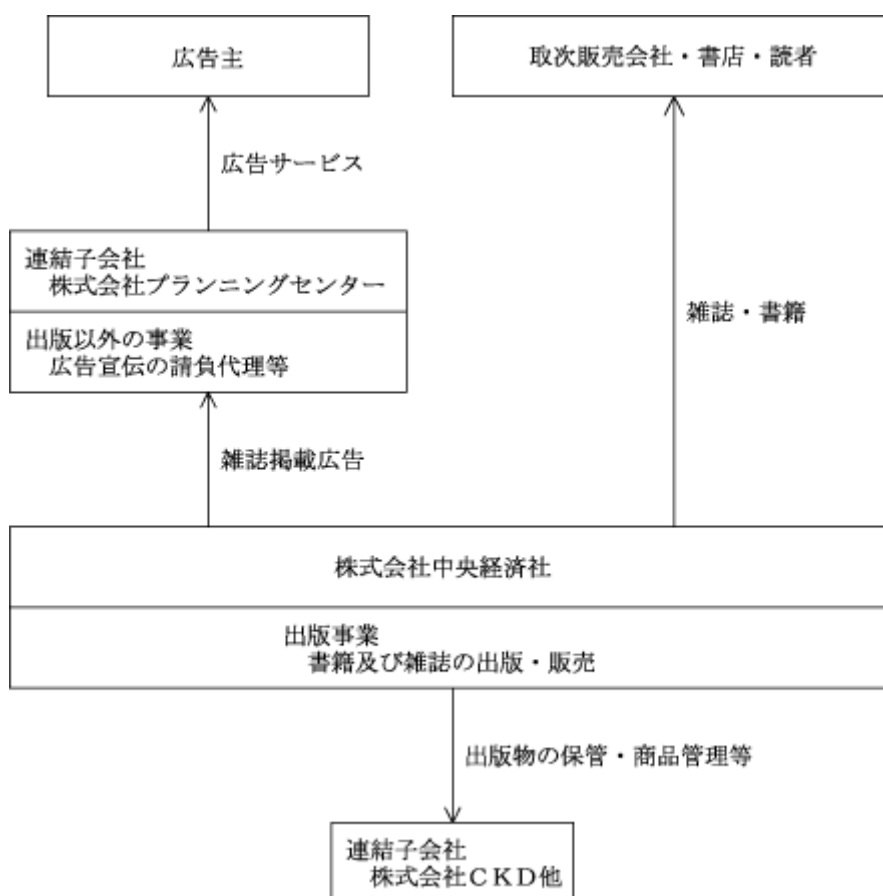 広告主
取次販売会社・書店・読者
広告サービス
連結子会社
株式会社プランニングセンター
雑誌・書籍
出版以外の事業
広告宣伝の請負代理等
雑誌掲載広告
株式会社中央経済社
出版事業
書籍及び雑誌の出版・販売
出版物の保管・商品管理等
連結子会社
株式会社ＣＫＤ他